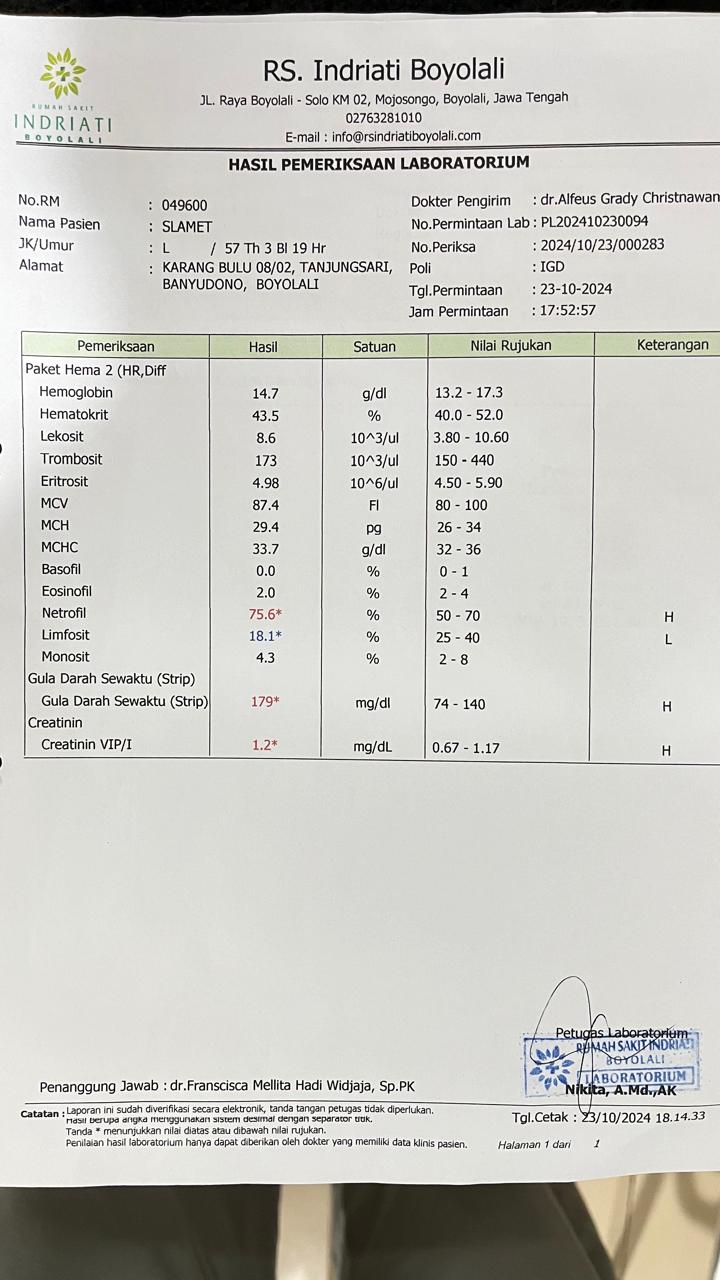 RUMAH SAKIT
INDRIATI
BOYOLALI
RS. Indriati Boyolali
JL. Raya Boyolali - Solo KM 02, Mojosongo, Boyolali, Jawa Tengah
02763281010
E-mail : info@rsindriatiboyolali.com
HASIL PEMERIKSAAN LABORATORIUM
No.RM : 049600
Nama Pasien : SLAMET
JK/Umur : L / 57 Th 3 Bl 19 Hr
Alamat : KARANG BULU 08/02, TANJUNGSARI,
BANYUDONO, BOYOLALI
Dokter Pengirim : dr.Alfeus Grady Christnawan
No.Permintaan Lab : PL202410230094
No.Periksa : 2024/10/23/000283
Poli : IGD
Tgl.Permintaan : 23-10-2024
Jam Permintaan : 17:52:57
Pemeriksaan Hasil Satuan Nilai Rujukan Keterangan
Paket Hema 2 (HR,Diff
Hemoglobin 14.7 g/dl 13.2 - 17.3
Hematokrit 43.5 % 40.0 - 52.0
Lekosit 8.6 10^3/ul 3.80 - 10.60
Trombosit 173 10^3/ul 150 - 440
Eritrosit 4.98 10^6/ul 4.50 - 5.90
MCV 87.4 Fl 80 - 100
MCH 29.4 pg 26 - 34
MCHC 33.7 g/dl 32 - 36
Basofil 0.0 % 0 - 1
Eosinofil 2.0 % 2 - 4
Netrofil 75.6* % 50 - 70 H
Limfosit 18.1* % 25 - 40 L
Monosit 4.3 % 2 - 8
Gula Darah Sewaktu (Strip)
Gula Darah Sewaktu (Strip) 179* mg/dl 74 - 140 H
Creatinin
Creatinin VIP/I 1.2* mg/dL 0.67 - 1.17 H
Petugas Laboratorium
RUMAH SAKIT INDRIATI
BOYOLALI
LABORATORIUM
Nikita, A.Md.,AK
Penanggung Jawab : dr.Franscisca Mellita Hadi Widjaja, Sp.PK
Catatan : Laporan ini sudah diverifikasi secara elektronik, tanda tangan petugas tidak diperlukan.
Hasil berupa angka menggunakan sistem desimal dengan separator titik.
Tanda * menunjukkan nilai diatas atau dibawah nilai rujukan.
Penilaian hasil laboratorium hanya dapat diberikan oleh dokter yang memiliki data klinis pasien.
Tgl.Cetak : 23/10/2024 18.14.33
Halaman 1 dari 1